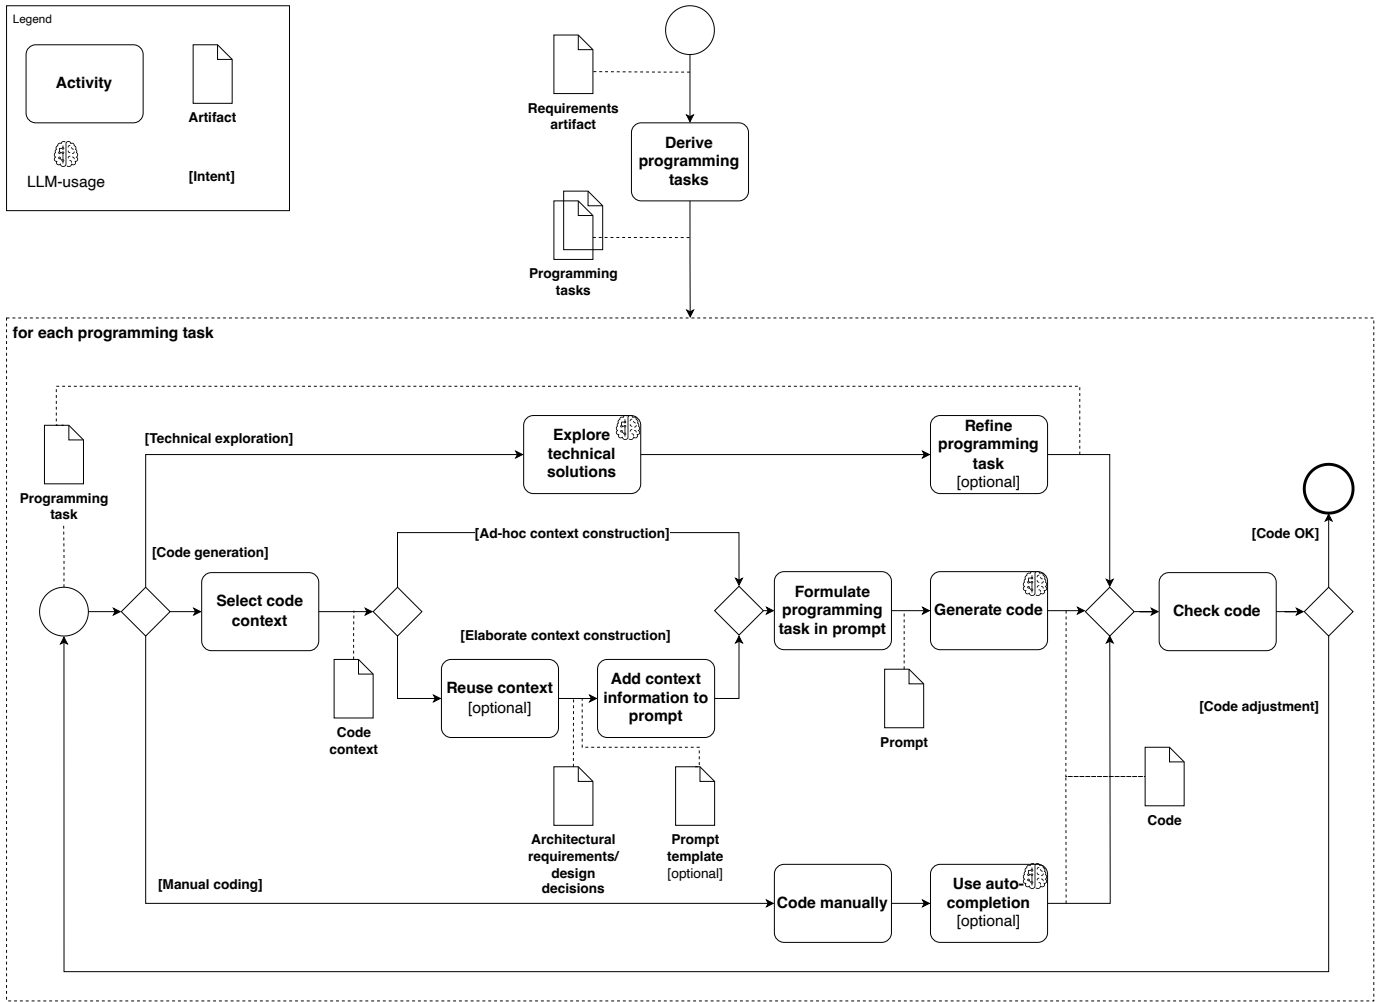 Legend
Activity
Artifact
LLM-usage
[Intent]
Requirements
artifact
Derive
programming
tasks
Programming
tasks
for each programming task
Programming
task
[Technical exploration]
Explore
technical
solutions
Refine
programming
task
[optional]
[Code generation]
Select code
context
Code
context
[Ad-hoc context construction]
[Elaborate context construction]
Reuse context
[optional]
Add context
information to
prompt
Architectural
requirements/
design
decisions
Prompt
template
[optional]
Formulate
programming
task in prompt
Prompt
Generate code
[Manual coding]
Code manually
Use auto-
completion
[optional]
Code
Check code
[Code OK]
[Code adjustment]